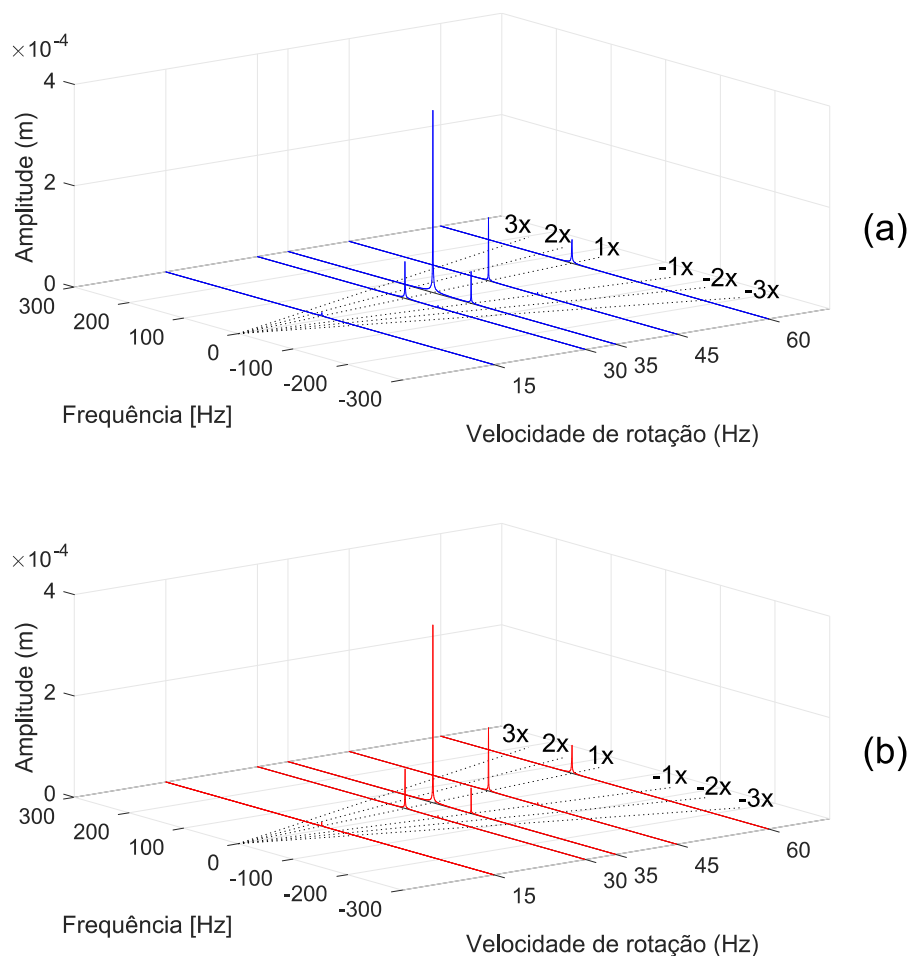 ×10-4
4
2
0
Amplitude (m)
300
200
100
0
-100
-200
-300
Frequência [Hz]
3x
2x
1x
-1x
-2x
-3x
15
30
35
45
60
Velocidade de rotação (Hz)
(a)
×10-4
4
2
0
Amplitude (m)
300
200
100
0
-100
-200
-300
Frequência [Hz]
3x
2x
1x
-1x
-2x
-3x
15
30
35
45
60
Velocidade de rotação (Hz)
(b)